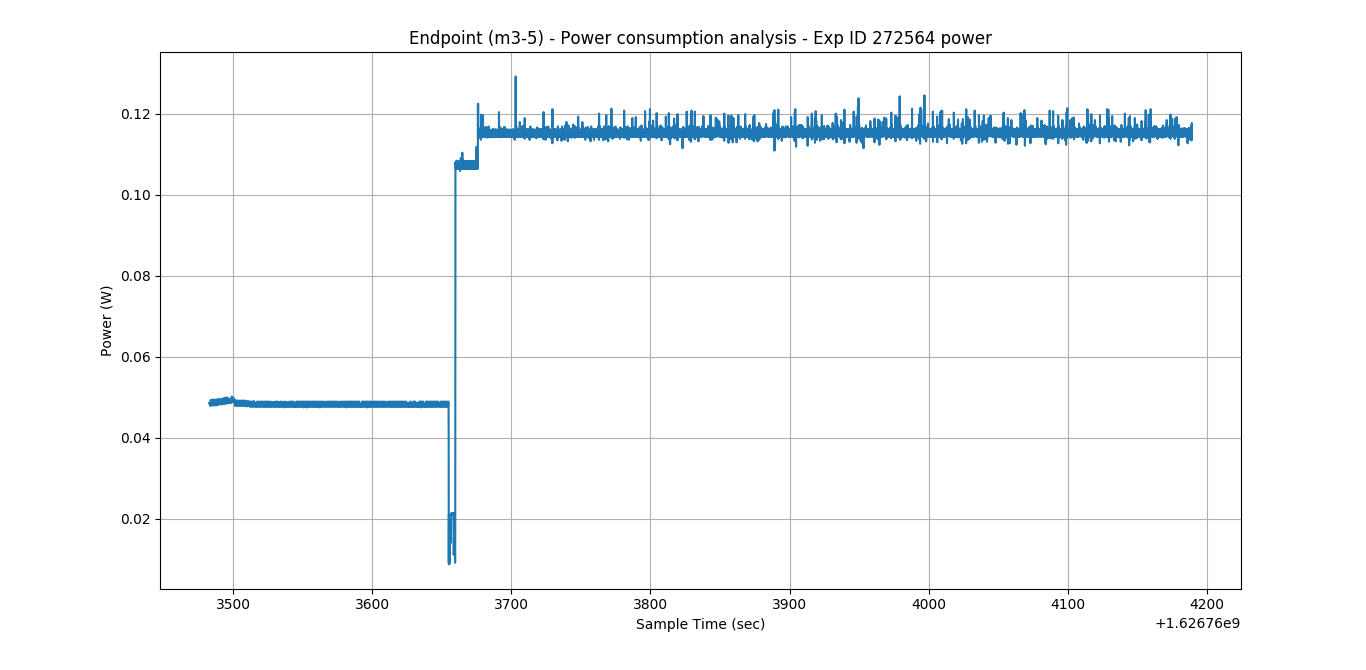 Endpoint (m3-5) - Power consumption analysis - Exp ID 272564 power
0.12
0.10
0.08
0.06
0.04
0.02
Power (W)
3500 3600 3700 3800 3900 4000 4100 4200
Sample Time (sec)
+1.62676e9